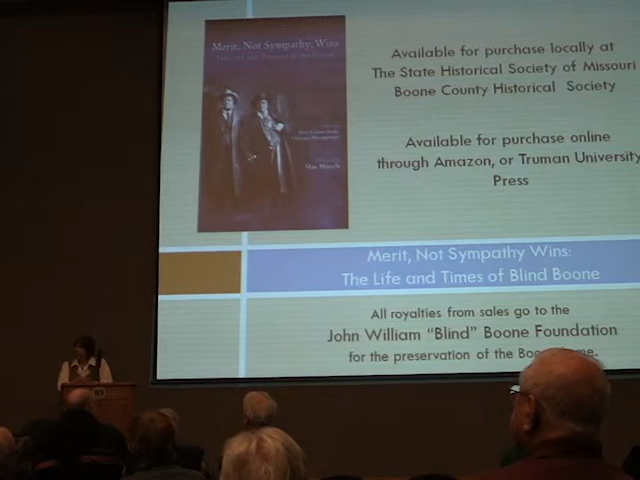 Merit, Not Sympathy, Wins
Available for purchase locally at
The State Historical Society of Missouri
Boone County Historical Society
Available for purchase online
through Amazon, or Truman University
Press
Merit, Not Sympathy Wins:
The Life and Times of Blind Boone
All royalties from sales go to the
John William "Blind" Boone Foundation
for the preservation of the